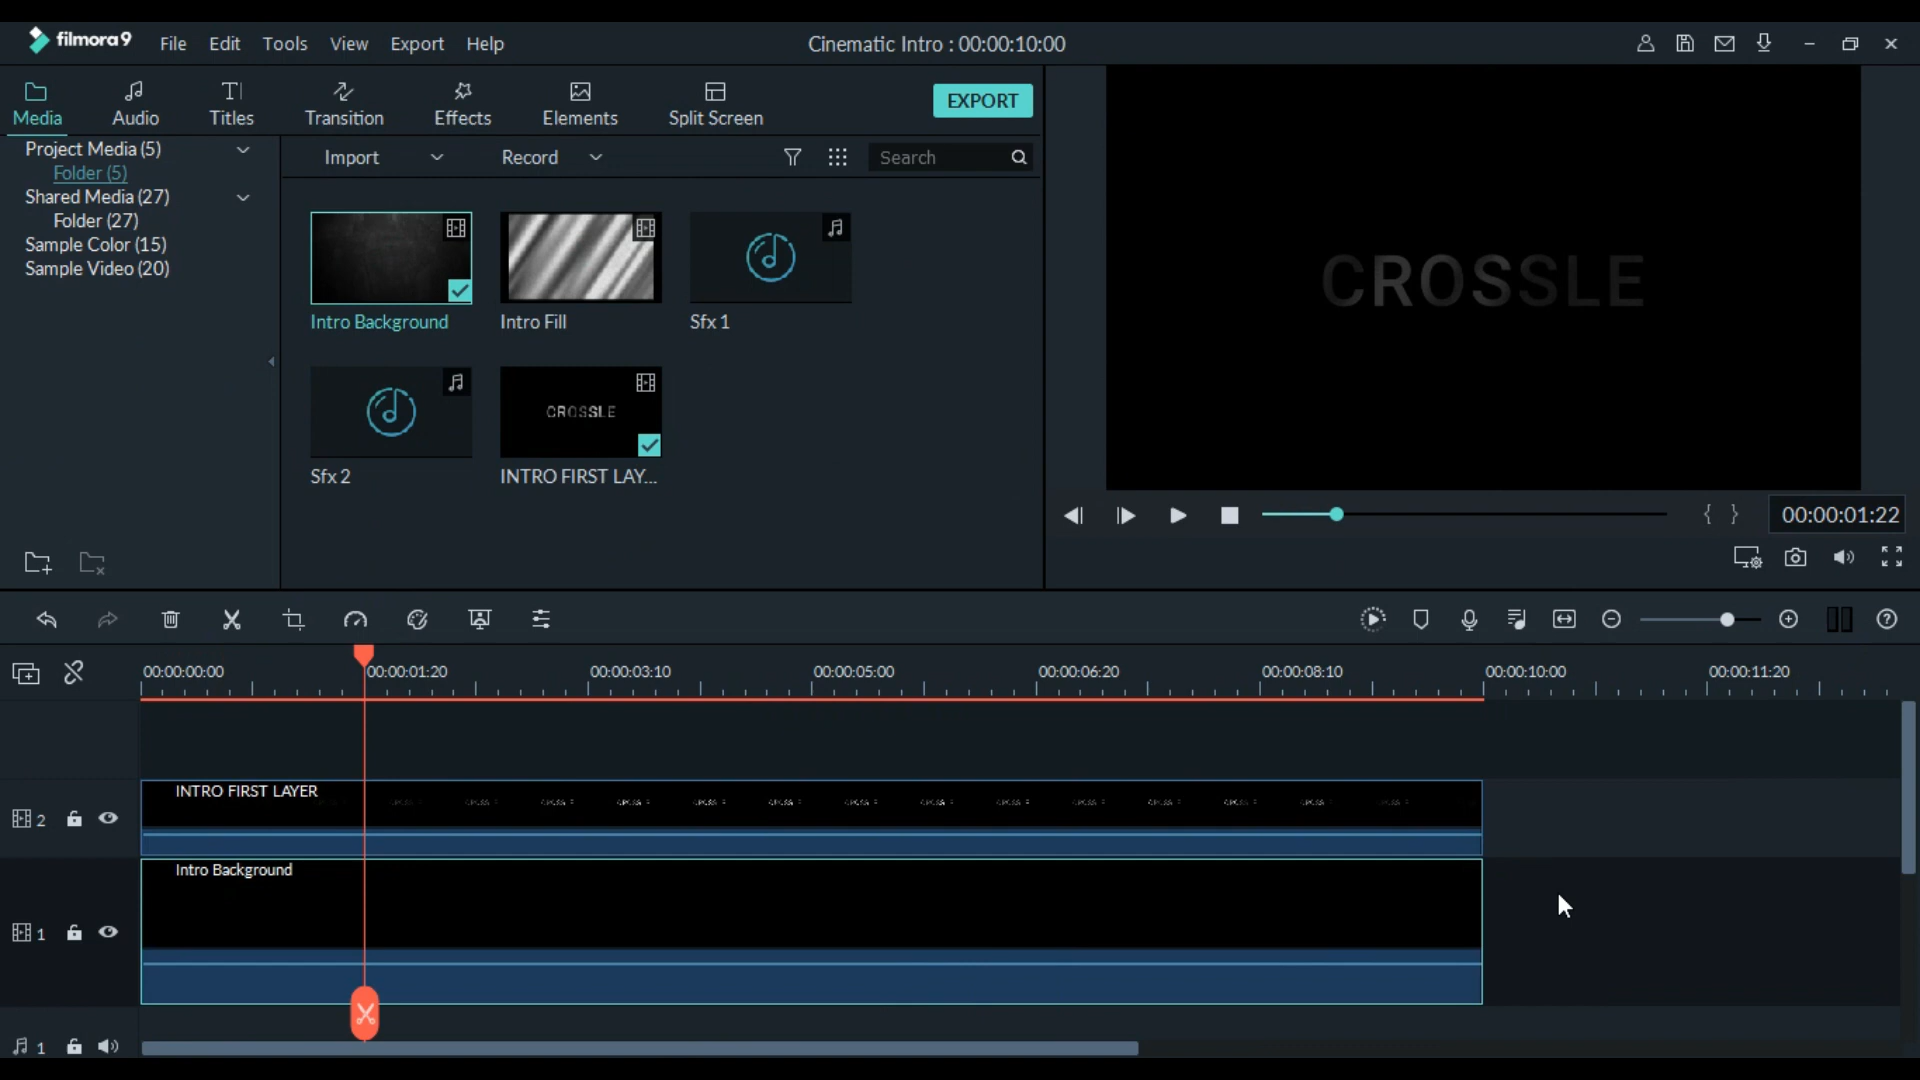 filmora9 File Edit Tools View Export Help Cinematic Intro : 00:00:10:00
Media Audio Titles Transition Effects Elements Split Screen EXPORT
Project Media (5)
Folder (5)
Shared Media (27)
Folder (27)
Sample Color (15)
Sample Video (20)
Import Record Search
Intro Background Intro Fill Sfx 1
CROSSLE
Sfx 2 INTRO FIRST LAY...
CROSSLE
{ } 00:00:01:22
00:00:00:00 00:00:01:20 00:00:03:10 00:00:05:00 00:00:06:20 00:00:08:10 00:00:10:00 00:00:11:20
INTRO FIRST LAYER
2
Intro Background
1
1